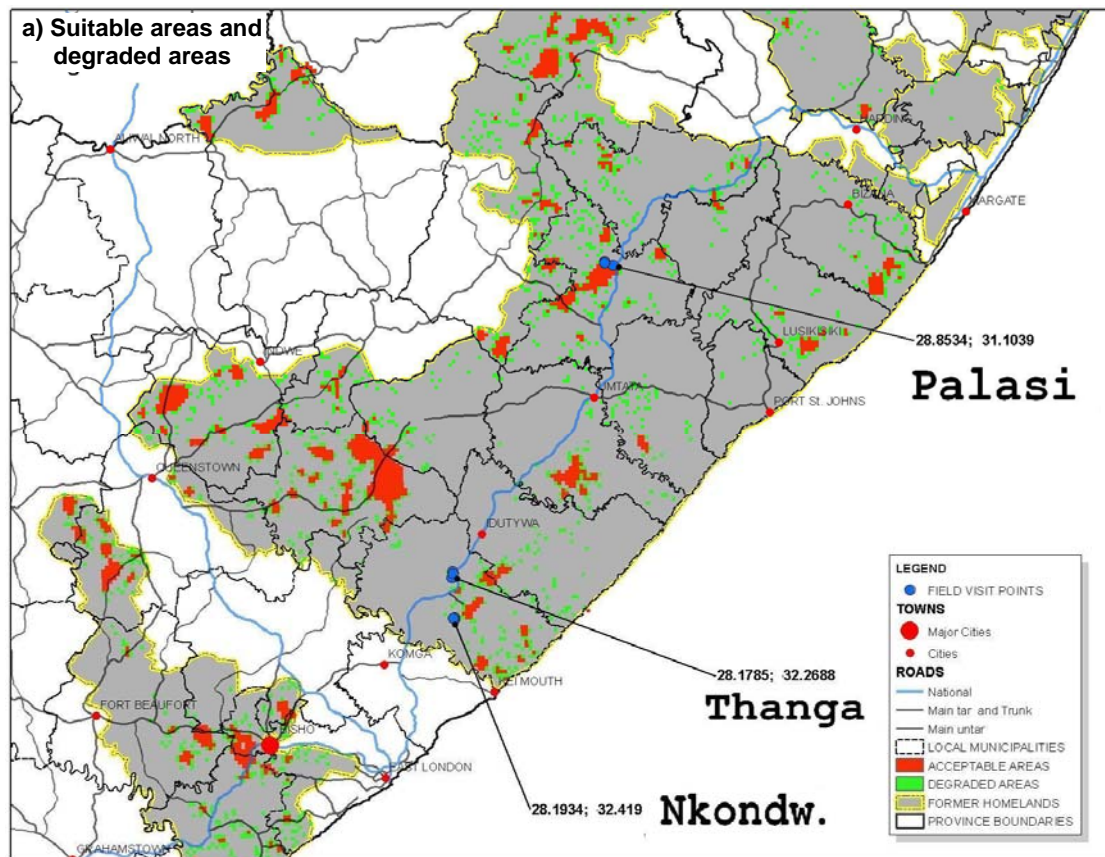 a) Suitable areas and
degraded areas
ALIWAL NORTH
HARDING
BIZANA
MARGATE
28.8534; 31.1039
LUSIKISIKI
Palasi
INDWE
UMTATA
PORT St. JOHNS
QUEENSTOWN
IDUTYWA
KOMGA
KEI MOUTH
28.1785; 32.2688
Thanga
FORT BEAUFORT
BISHO
EAST LONDON
28.1934; 32.419
Nkondw.
GRAHAMSTOWN
LEGEND
FIELD VISIT POINTS
TOWNS
Major Cities
Cities
ROADS
National
Main tar and Trunk
Main untar
LOCAL MUNICIPALITIES
ACCEPTABLE AREAS
DEGRADED AREAS
FORMER HOMELANDS
PROVINCE BOUNDARIES